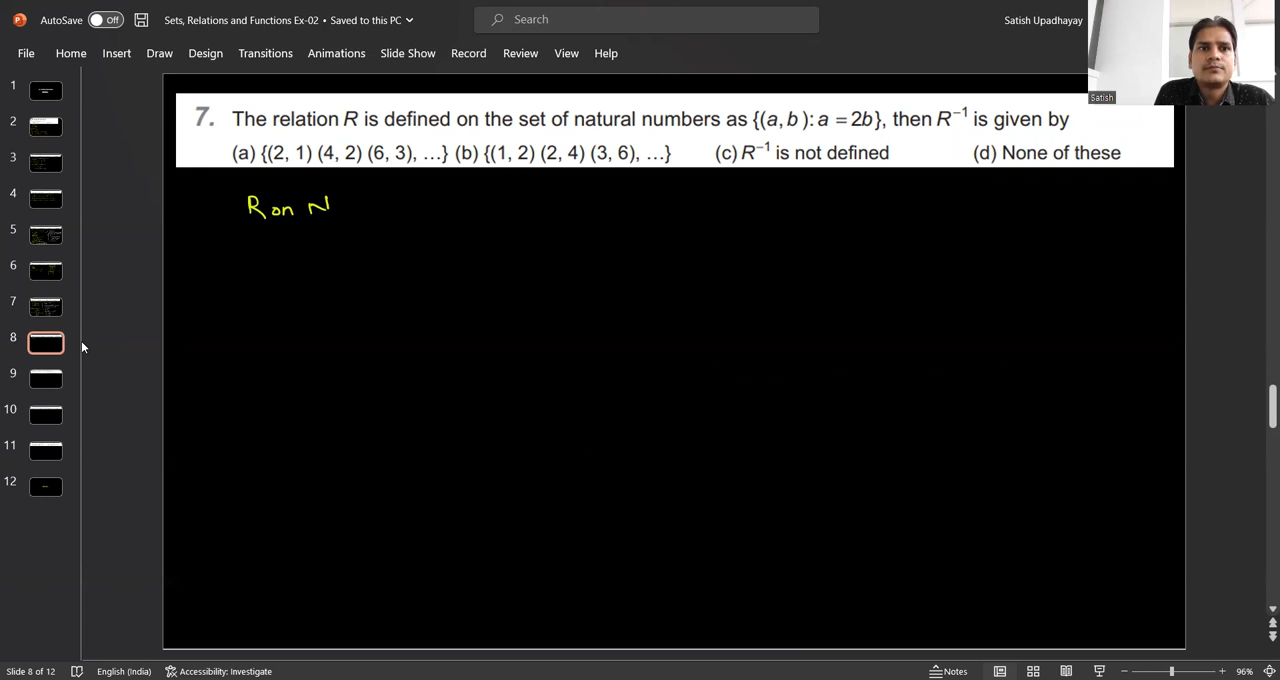 AutoSave Off Sets, Relations and Functions Ex-02 • Saved to this PC Search Satish Upadhayay
File Home Insert Draw Design Transitions Animations Slide Show Record Review View Help
Satish
7. The relation R is defined on the set of natural numbers as {(a, b) : a = 2b}, then R⁻¹ is given by
(a) {(2, 1) (4, 2) (6, 3), …} (b) {(1, 2) (2, 4) (3, 6), …} (c) R⁻¹ is not defined (d) None of these
R on N
1
2
3
4
5
6
7
8
9
10
11
12
Slide 8 of 12 English (India) Accessibility: Investigate Notes 96%